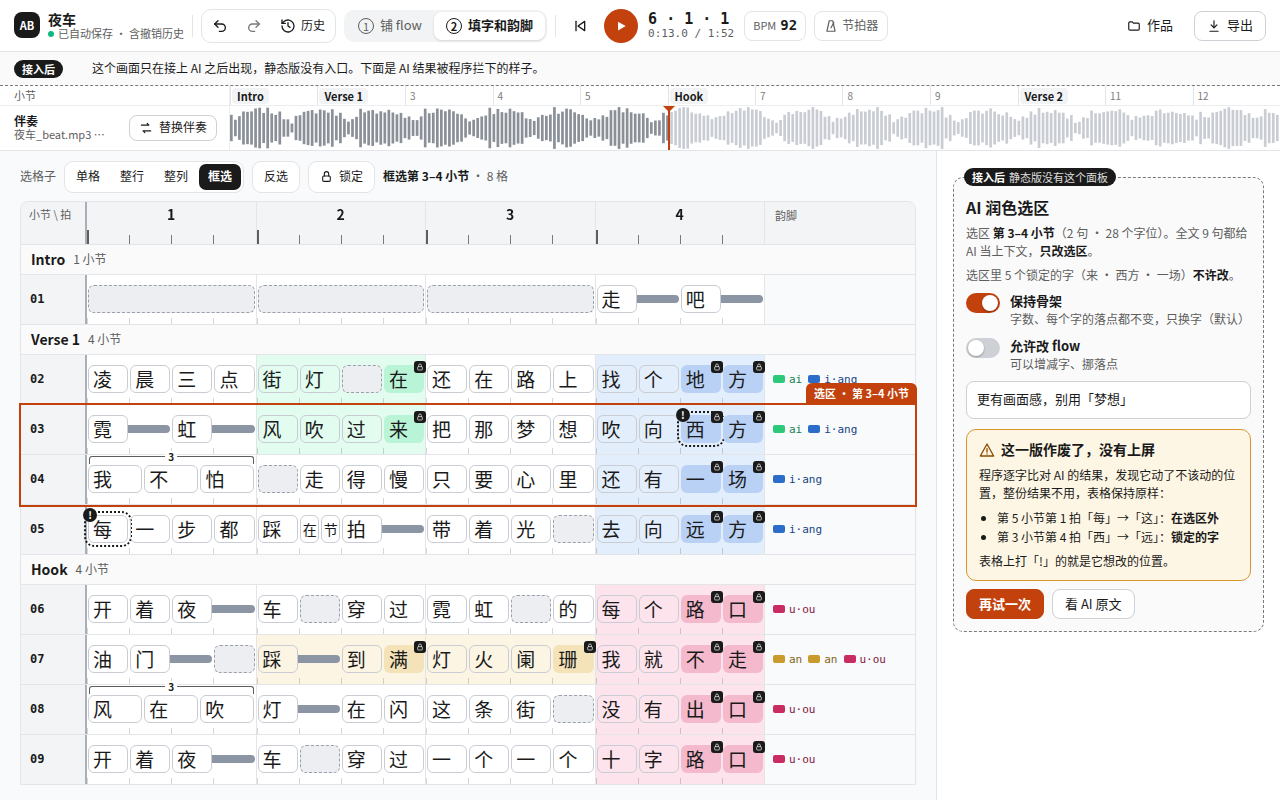 AB 夜车 已自动保存 · 含撤销历史 历史 1 铺 flow 2 填字和韵脚 6 · 1 · 1 0:13.0 / 1:52 BPM 92 节拍器 作品 导出
接入后 这个画面只在接上 AI 之后出现，静态版没有入口。下面是 AI 结果被程序拦下的样子。
小节 Intro Verse 1 3 4 5 Hook 7 8 9 Verse 2 11 12
伴奏 夜车_beat.mp3 ··· 替换伴奏
选格子 单格 整行 整列 框选 反选 锁定 框选第 3–4 小节 · 8 格
小节 \ 拍 1 2 3 4 韵脚
Intro 1 小节
01 走 吧
Verse 1 4 小节
02 凌 晨 三 点 街 灯 在 还 在 路 上 找 个 地 方 ai i·ang
选区 · 第 3–4 小节
03 霓 虹 风 吹 过 来 把 那 梦 想 吹 向 ! 西 方 ai i·ang
3
04 我 不 怕 走 得 慢 只 要 心 里 还 有 一 场 i·ang
05 ! 每 一 步 都 踩 在 节 拍 带 着 光 去 向 远 方 i·ang
Hook 4 小节
06 开 着 夜 车 穿 过 霓 虹 的 每 个 路 口 u·ou
07 油 门 踩 到 满 灯 火 阑 珊 我 就 不 走 an an u·ou
3
08 风 在 吹 灯 在 闪 这 条 街 没 有 出 口 u·ou
09 开 着 夜 车 穿 过 一 个 一 个 十 字 路 口 u·ou
接入后 静态版没有这个面板
AI 润色选区
选区 第 3–4 小节（2 句 · 28 个字位）。全文 9 句都给
AI 当上下文，只改选区。
选区里 5 个锁定的字（来 · 西方 · 一场）不许改。
保持骨架
字数、每个字的落点都不变，只换字（默认）
允许改 flow
可以增减字、挪落点
更有画面感，别用「梦想」
这一版作废了，没有上屏
程序逐字比对 AI 的结果，发现它动了不该动的位
置，整份结果不用，表格保持原样：
• 第 5 小节第 1 拍「每」→「这」：在选区外
• 第 3 小节第 4 拍「西」→「远」：锁定的字
表格上打「!」的就是它想改的位置。
再试一次 看 AI 原文